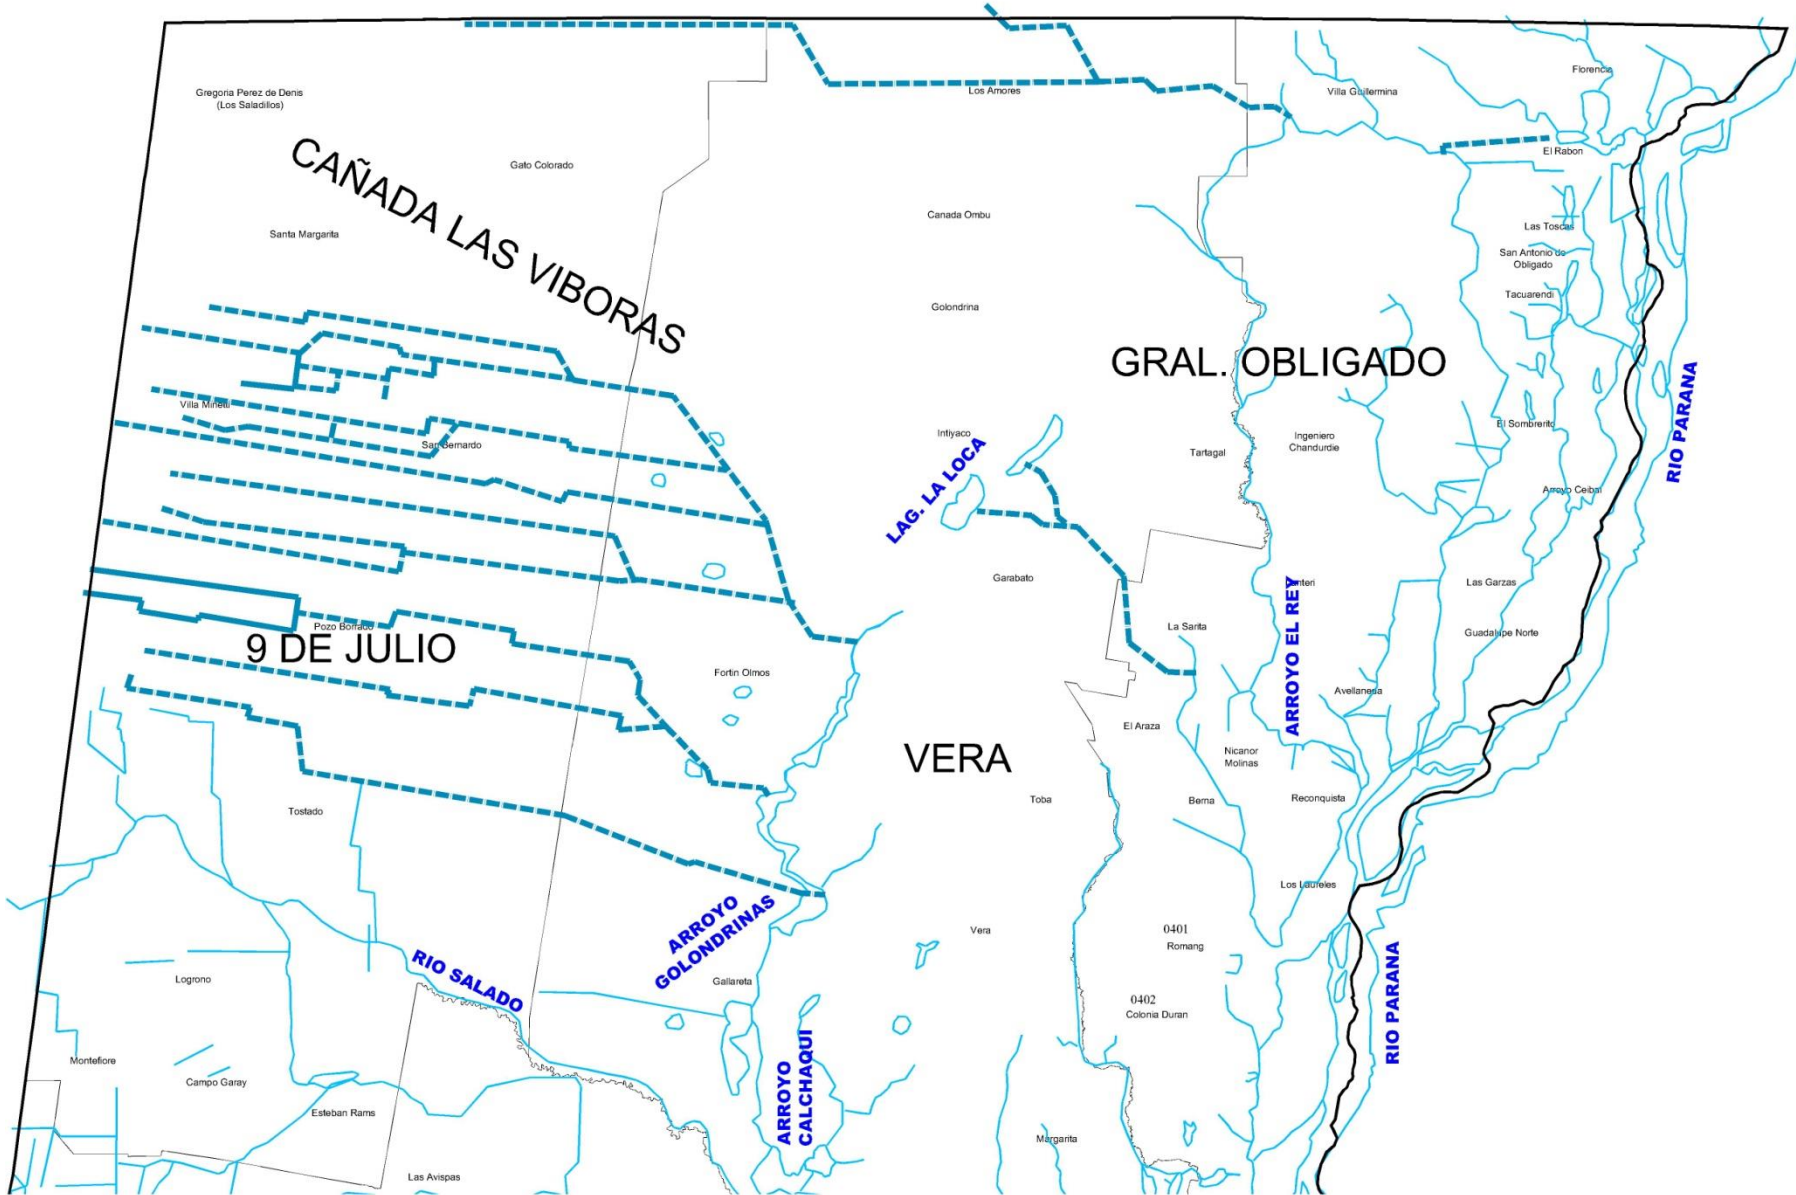 Florencia
Gregoria Perez de Denis
(Los Saladillos)
Los Amores
Villa Guillermina
CAÑADA LAS VIBORAS
Gato Colorado
El Rabon
Santa Margarita
Canada Ombu
Las Toscas
San Antonio de
Obligado
Tacuarendi
Golondrina
GRAL. OBLIGADO
RIO PARANA
Villa Minetti
San Bernardo
Intiyaco
LAG. LA LOCA
Tartagal
Ingeniero
Chandurdie
El Sombrerito
Arroyo Ceibal
Garabato
ARROYO EL REY
Las Garzas
Pozo Borrado
9 DE JULIO
La Sarita
Guadalupe Norte
Fortin Olmos
Avellaneda
El Araza
VERA
Nicanor
Molinas
Tostado
Toba
Berna
Reconquista
Los Laureles
ARROYO
GOLONDRINAS
Vera
0401
Romang
RIO SALADO
Logrono
Gallareta
0402
Colonia Duran
RIO PARANA
Montefiore
Campo Garay
ARROYO
CALCHAQUI
Esteban Rams
Margarita
Las Avispas